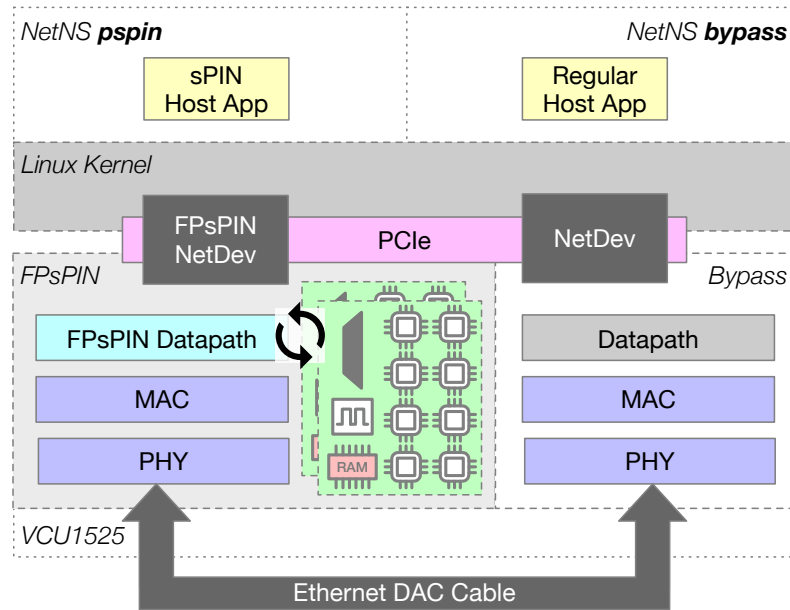 NetNS pspin
NetNS bypass
sPIN
Host App
Regular
Host App
Linux Kernel
FPsPIN
NetDev
PCIe
NetDev
FPsPIN
Bypass
FPsPIN Datapath
Datapath
MAC
MAC
PHY
RAM
PHY
VCU1525
Ethernet DAC Cable